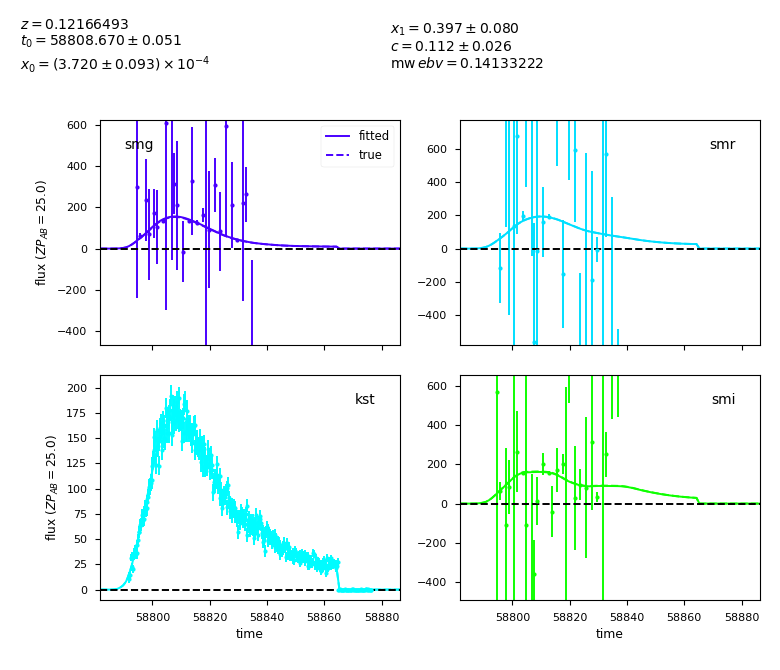 z = 0.12166493
t0 = 58808.670 ± 0.051
x0 = (3.720 ± 0.093) × 10^-4
x1 = 0.397 ± 0.080
c = 0.112 ± 0.026
mw ebv = 0.14133222
smg
fitted
true
600
400
200
0
−200
−400
flux (ZP_AB = 25.0)
smr
600
400
200
0
−200
−400
kst
200
175
150
125
100
75
50
25
0
flux (ZP_AB = 25.0)
58800 58820 58840 58860 58880
time
smi
600
400
200
0
−200
−400
58800 58820 58840 58860 58880
time